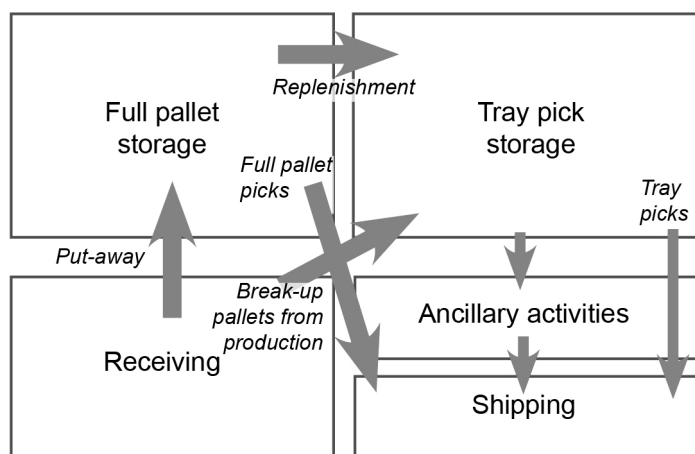 Replenishment
Full pallet
storage
Tray pick
storage
Full pallet
picks
Tray
picks
Put-away
Break-up
pallets from
production
Ancillary activities
Receiving
Shipping